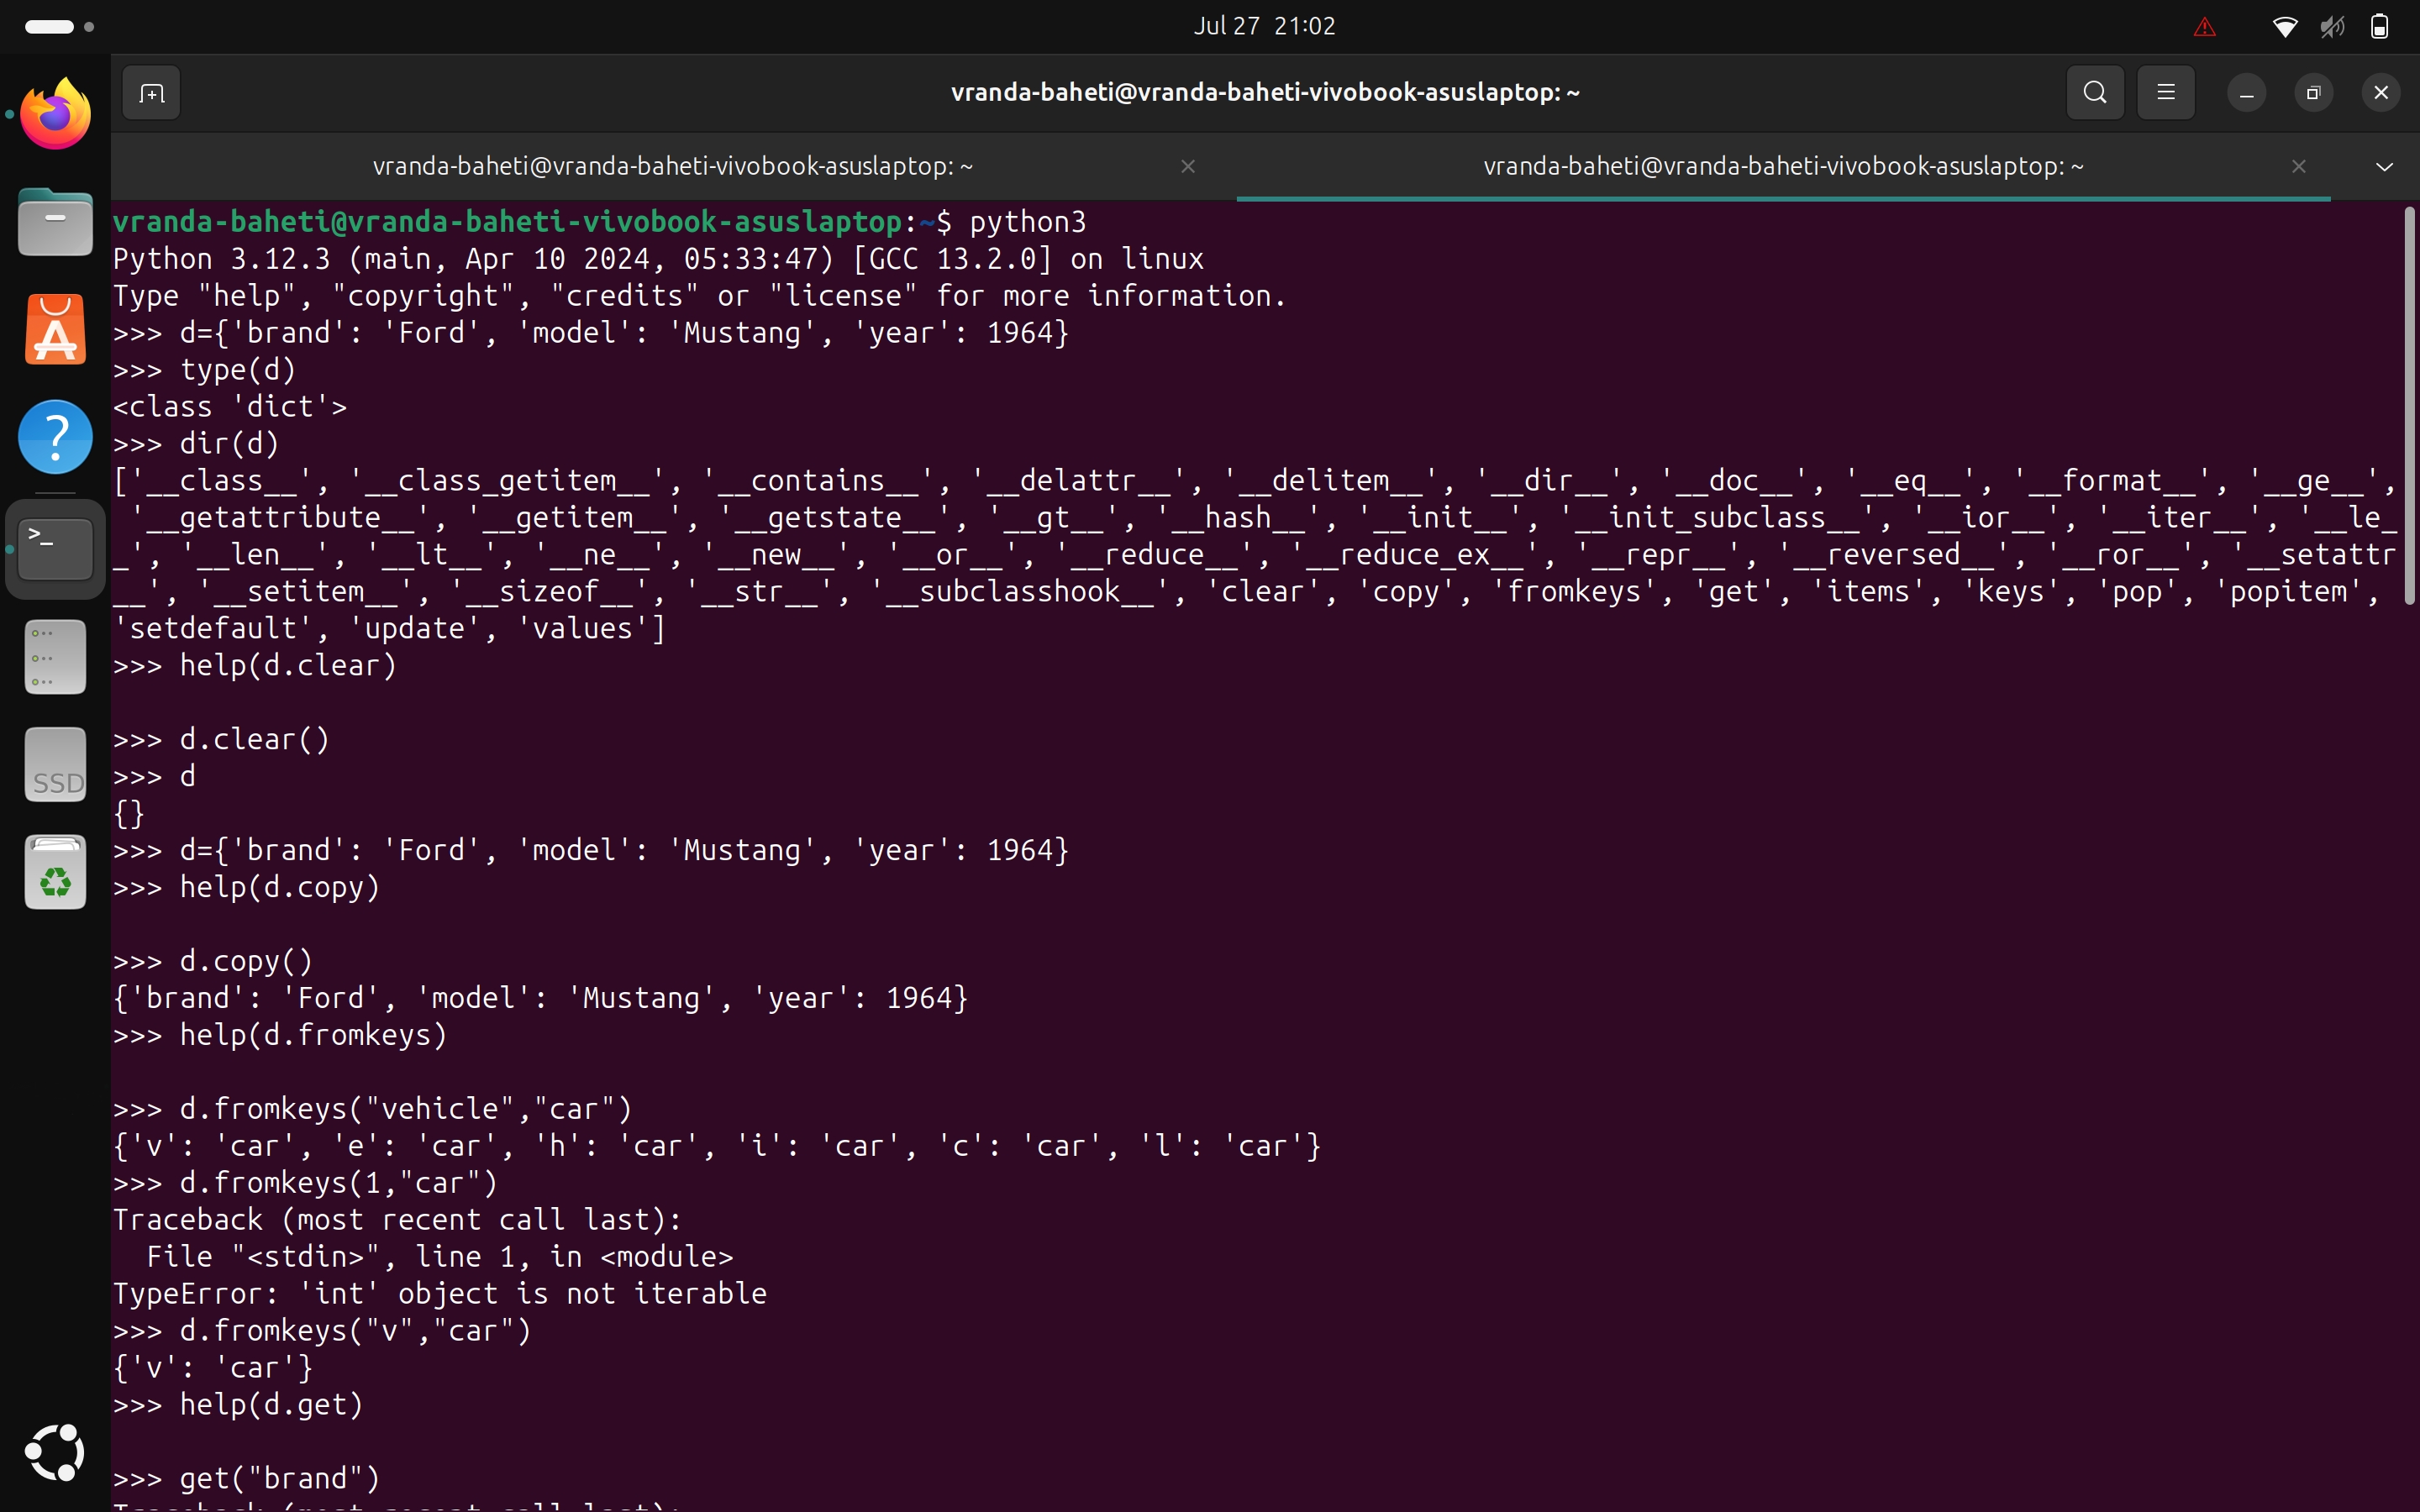 Jul 27 21:02
vranda-baheti@vranda-baheti-vivobook-asuslaptop: ~
vranda-baheti@vranda-baheti-vivobook-asuslaptop: ~
vranda-baheti@vranda-baheti-vivobook-asuslaptop: ~
vranda-baheti@vranda-baheti-vivobook-asuslaptop:~$ python3
Python 3.12.3 (main, Apr 10 2024, 05:33:47) [GCC 13.2.0] on linux
Type "help", "copyright", "credits" or "license" for more information.
>>> d={'brand': 'Ford', 'model': 'Mustang', 'year': 1964}
>>> type(d)
<class 'dict'>
>>> dir(d)
['__class__', '__class_getitem__', '__contains__', '__delattr__', '__delitem__', '__dir__', '__doc__', '__eq__', '__format__', '__ge__',
 '__getattribute__', '__getitem__', '__getstate__', '__gt__', '__hash__', '__init__', '__init_subclass__', '__ior__', '__iter__', '__le_
_', '__len__', '__lt__', '__ne__', '__new__', '__or__', '__reduce__', '__reduce_ex__', '__repr__', '__reversed__', '__ror__', '__setattr
__', '__setitem__', '__sizeof__', '__str__', '__subclasshook__', 'clear', 'copy', 'fromkeys', 'get', 'items', 'keys', 'pop', 'popitem',
'setdefault', 'update', 'values']
>>> help(d.clear)
>>> d.clear()
>>> d
{}
>>> d={'brand': 'Ford', 'model': 'Mustang', 'year': 1964}
>>> help(d.copy)
>>> d.copy()
{'brand': 'Ford', 'model': 'Mustang', 'year': 1964}
>>> help(d.fromkeys)
>>> d.fromkeys("vehicle","car")
{'v': 'car', 'e': 'car', 'h': 'car', 'i': 'car', 'c': 'car', 'l': 'car'}
>>> d.fromkeys(1,"car")
Traceback (most recent call last):
  File "<stdin>", line 1, in <module>
TypeError: 'int' object is not iterable
>>> d.fromkeys("v","car")
{'v': 'car'}
>>> help(d.get)
>>> get("brand")
Traceback (most recent call last):
SSD